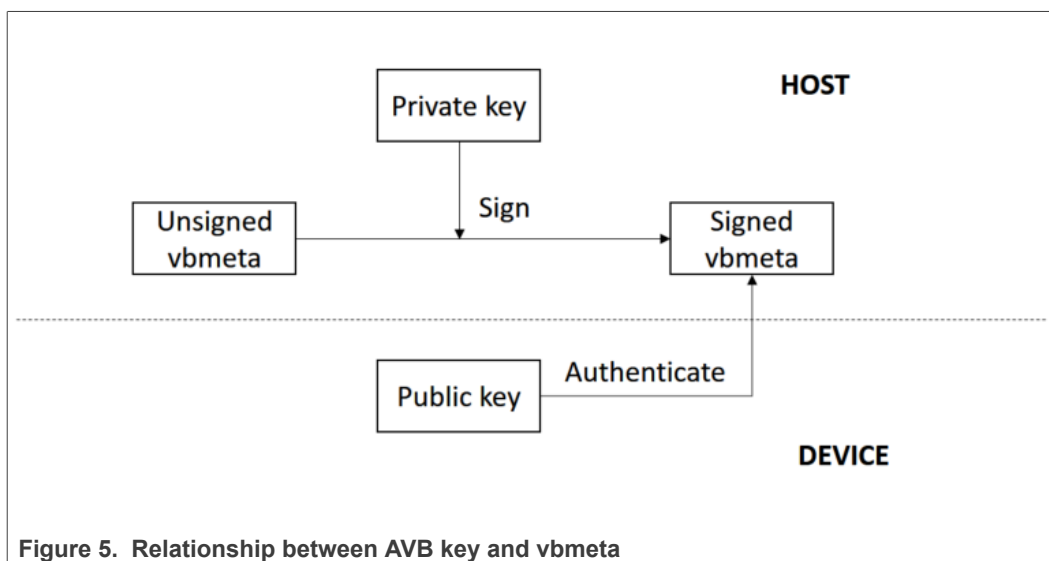 HOST
Private key
Sign
Unsigned
vbmeta
Signed
vbmeta
Authenticate
Public key
DEVICE
Figure 5. Relationship between AVB key and vbmeta